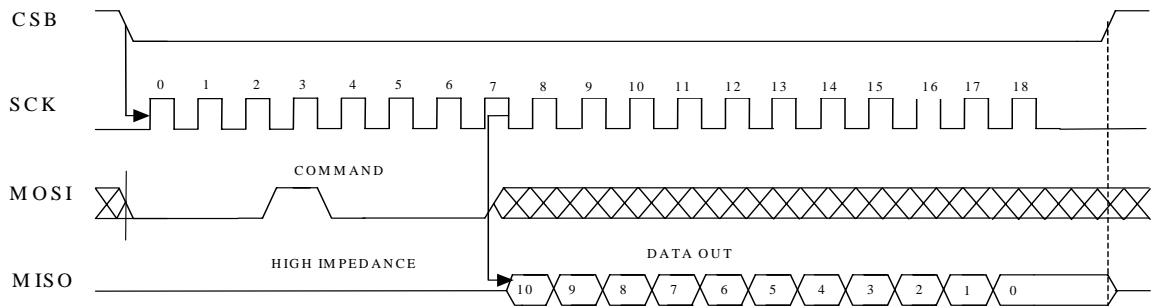 CSB
0 1 2 3 4 5 6 7 8 9 10 11 12 13 14 15 16 17 18
SCK
COMMAND
MOSI
HIGH IMPEDANCE DATA OUT
MISO
10 9 8 7 6 5 4 3 2 1 0